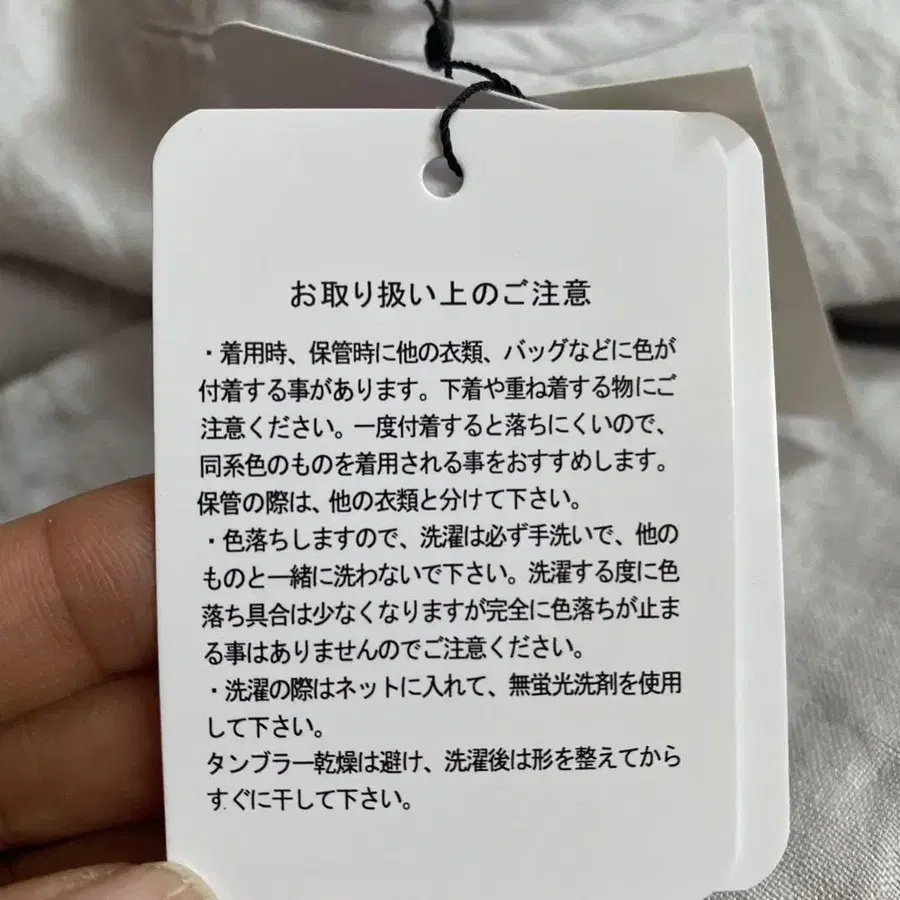 お取り扱い上のご注意
・着用時、保管時に他の衣類、バッグなどに色が
付着する事があります。下着や重ね着する物にご
注意ください。一度付着すると落ちにくいので、
同系色のものを着用される事をおすすめします。
保管の際は、他の衣類と分けて下さい。
・色落ちしますので、洗濯は必ず手洗いで、他の
ものと一緒に洗わないで下さい。洗濯する度に色
落ち具合は少なくなりますが完全に色落ちが止ま
る事はありませんのでご注意ください。
・洗濯の際はネットに入れて、無蛍光洗剤を使用
して下さい。
タンブラー乾燥は避け、洗濯後は形を整えてから
すぐに干して下さい。